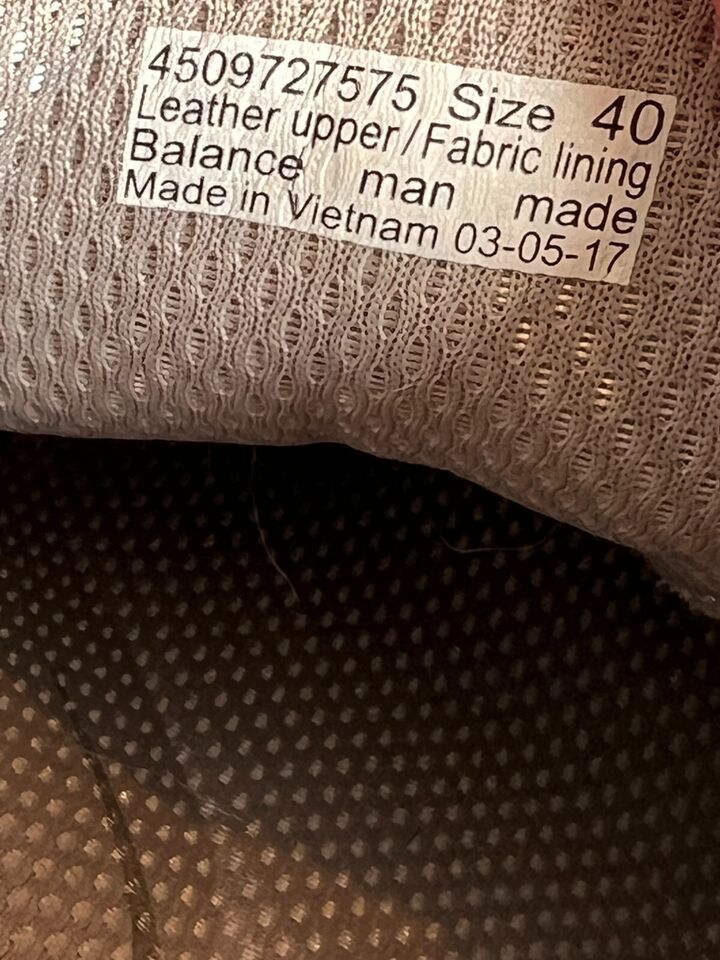 4509727575 Size 40
Leather upper/Fabric lining
Balance man made
Made in Vietnam 03-05-17